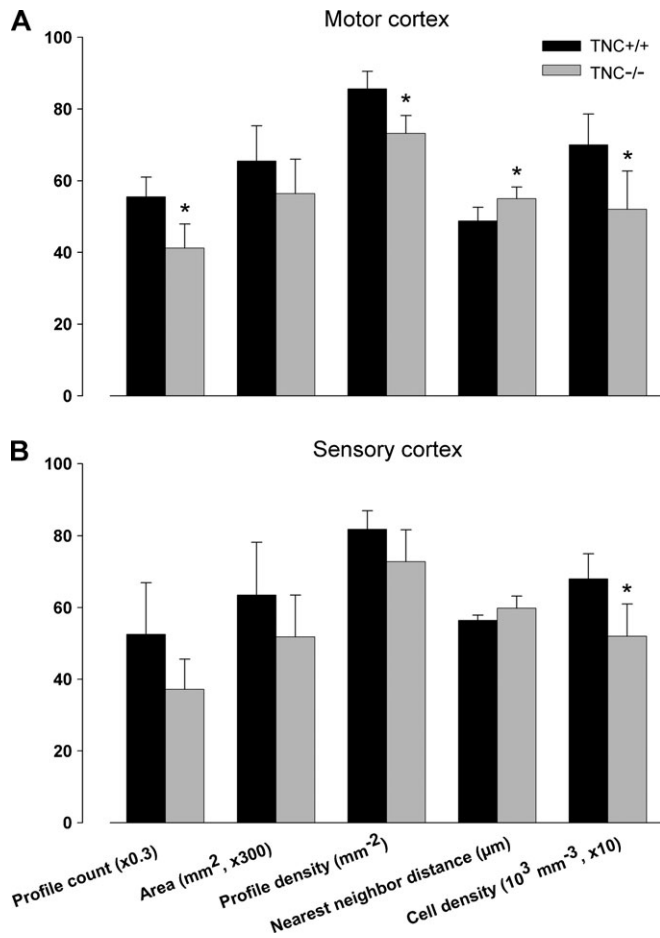 A
Motor cortex
TNC+/+
TNC-/-
100
80
60
40
20
0
*
*
*
*
B
Sensory cortex
100
80
60
40
20
0
*
Profile count (x0.3)
Area (mm², x300)
Profile density (mm⁻²)
Nearest neighbor distance (µm)
Cell density (10³ mm⁻³, x10)